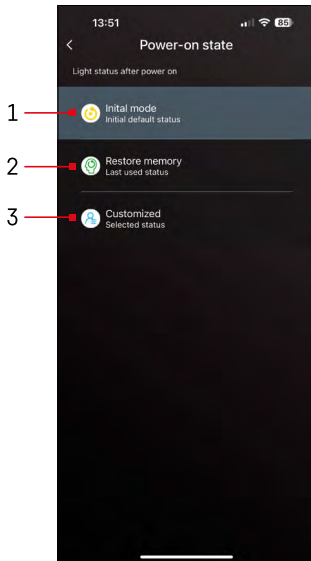 13:51
85
Power-on state
Light status after power on
1
Inital mode
Initial default status
2
Restore memory
Last used status
3
Customized
Selected status